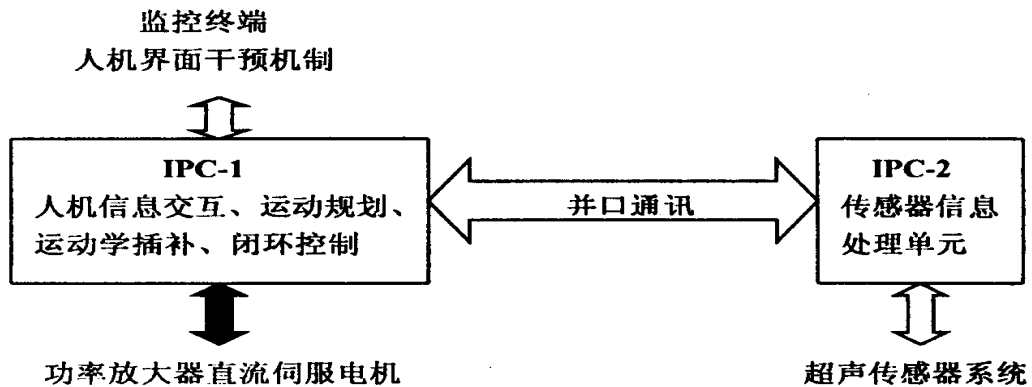 监控终端
人机界面干预机制
IPC-1
人机信息交互、运动规划、
运动学插补、闭环控制
并口通讯
IPC-2
传感器信息
处理单元
功率放大器直流伺服电机
超声传感器系统